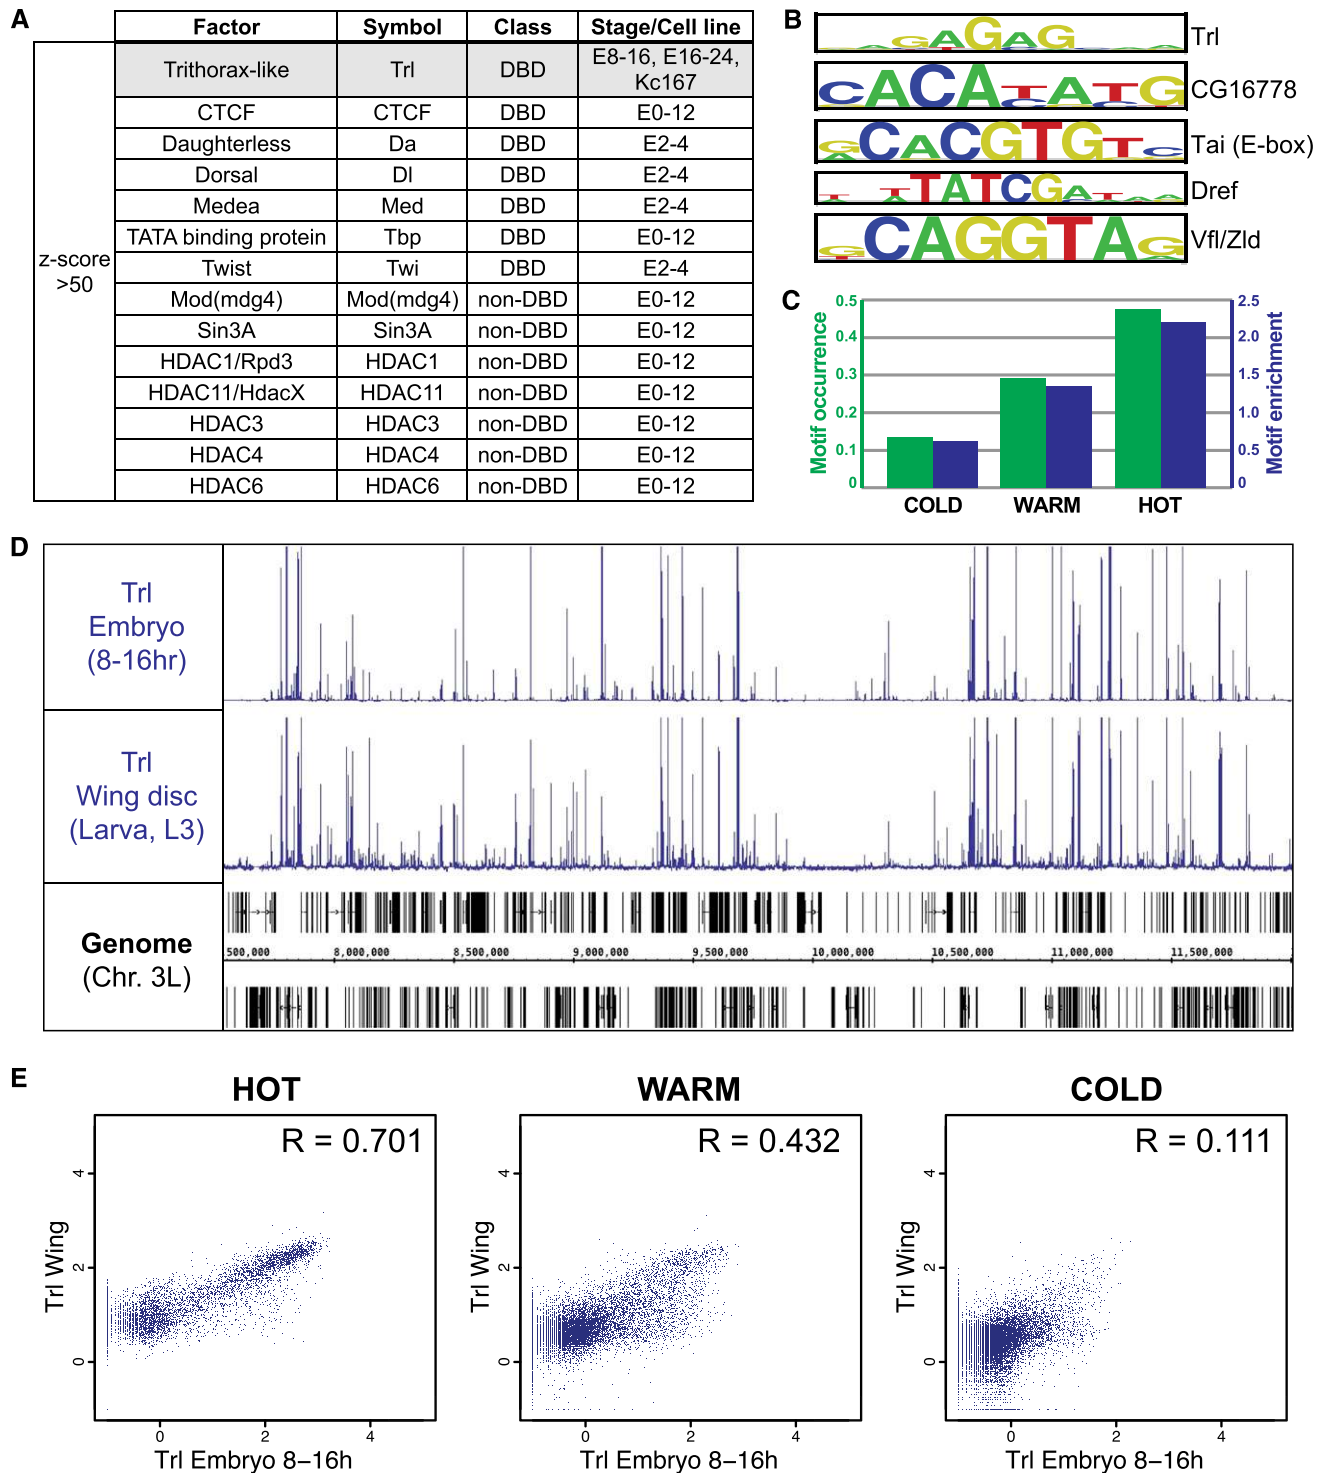 A
Factor Symbol Class Stage/Cell line
z-score >50
Trithorax-like Trl DBD E8-16, E16-24, Kc167
CTCF CTCF DBD E0-12
Daughterless Da DBD E2-4
Dorsal Dl DBD E2-4
Medea Med DBD E2-4
TATA binding protein Tbp DBD E0-12
Twist Twi DBD E2-4
Mod(mdg4) Mod(mdg4) non-DBD E0-12
Sin3A Sin3A non-DBD E0-12
HDAC1/Rpd3 HDAC1 non-DBD E0-12
HDAC11/HdacX HDAC11 non-DBD E0-12
HDAC3 HDAC3 non-DBD E0-12
HDAC4 HDAC4 non-DBD E0-12
HDAC6 HDAC6 non-DBD E0-12
B
GAGAG Trl
CACATATG CG16778
GCACGTGTC Tai (E-box)
TTATCGAT Dref
GCAGGTAG Vfl/Zld
C
Motif occurrence
0.5
0.4
0.3
0.2
0.1
0
Motif enrichment
2.5
2.0
1.5
1.0
0.5
0
COLD WARM HOT
D
Trl
Embryo
(8-16hr)
Trl
Wing disc
(Larva, L3)
Genome
(Chr. 3L)
500,000 8,000,000 8,500,000 9,000,000 9,500,000 10,000,000 10,500,000 11,000,000 11,500,000
E
HOT
R = 0.701
Trl Wing
4
2
0
0 2 4
Trl Embryo 8–16h
WARM
R = 0.432
Trl Wing
4
2
0
0 2 4
Trl Embryo 8–16h
COLD
R = 0.111
Trl Wing
4
2
0
0 2 4
Trl Embryo 8–16h